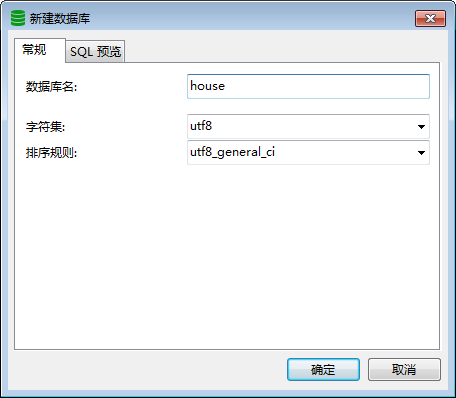 新建数据库
常规 SQL 预览
数据库名: house
字符集: utf8
排序规则: utf8_general_ci
确定 取消